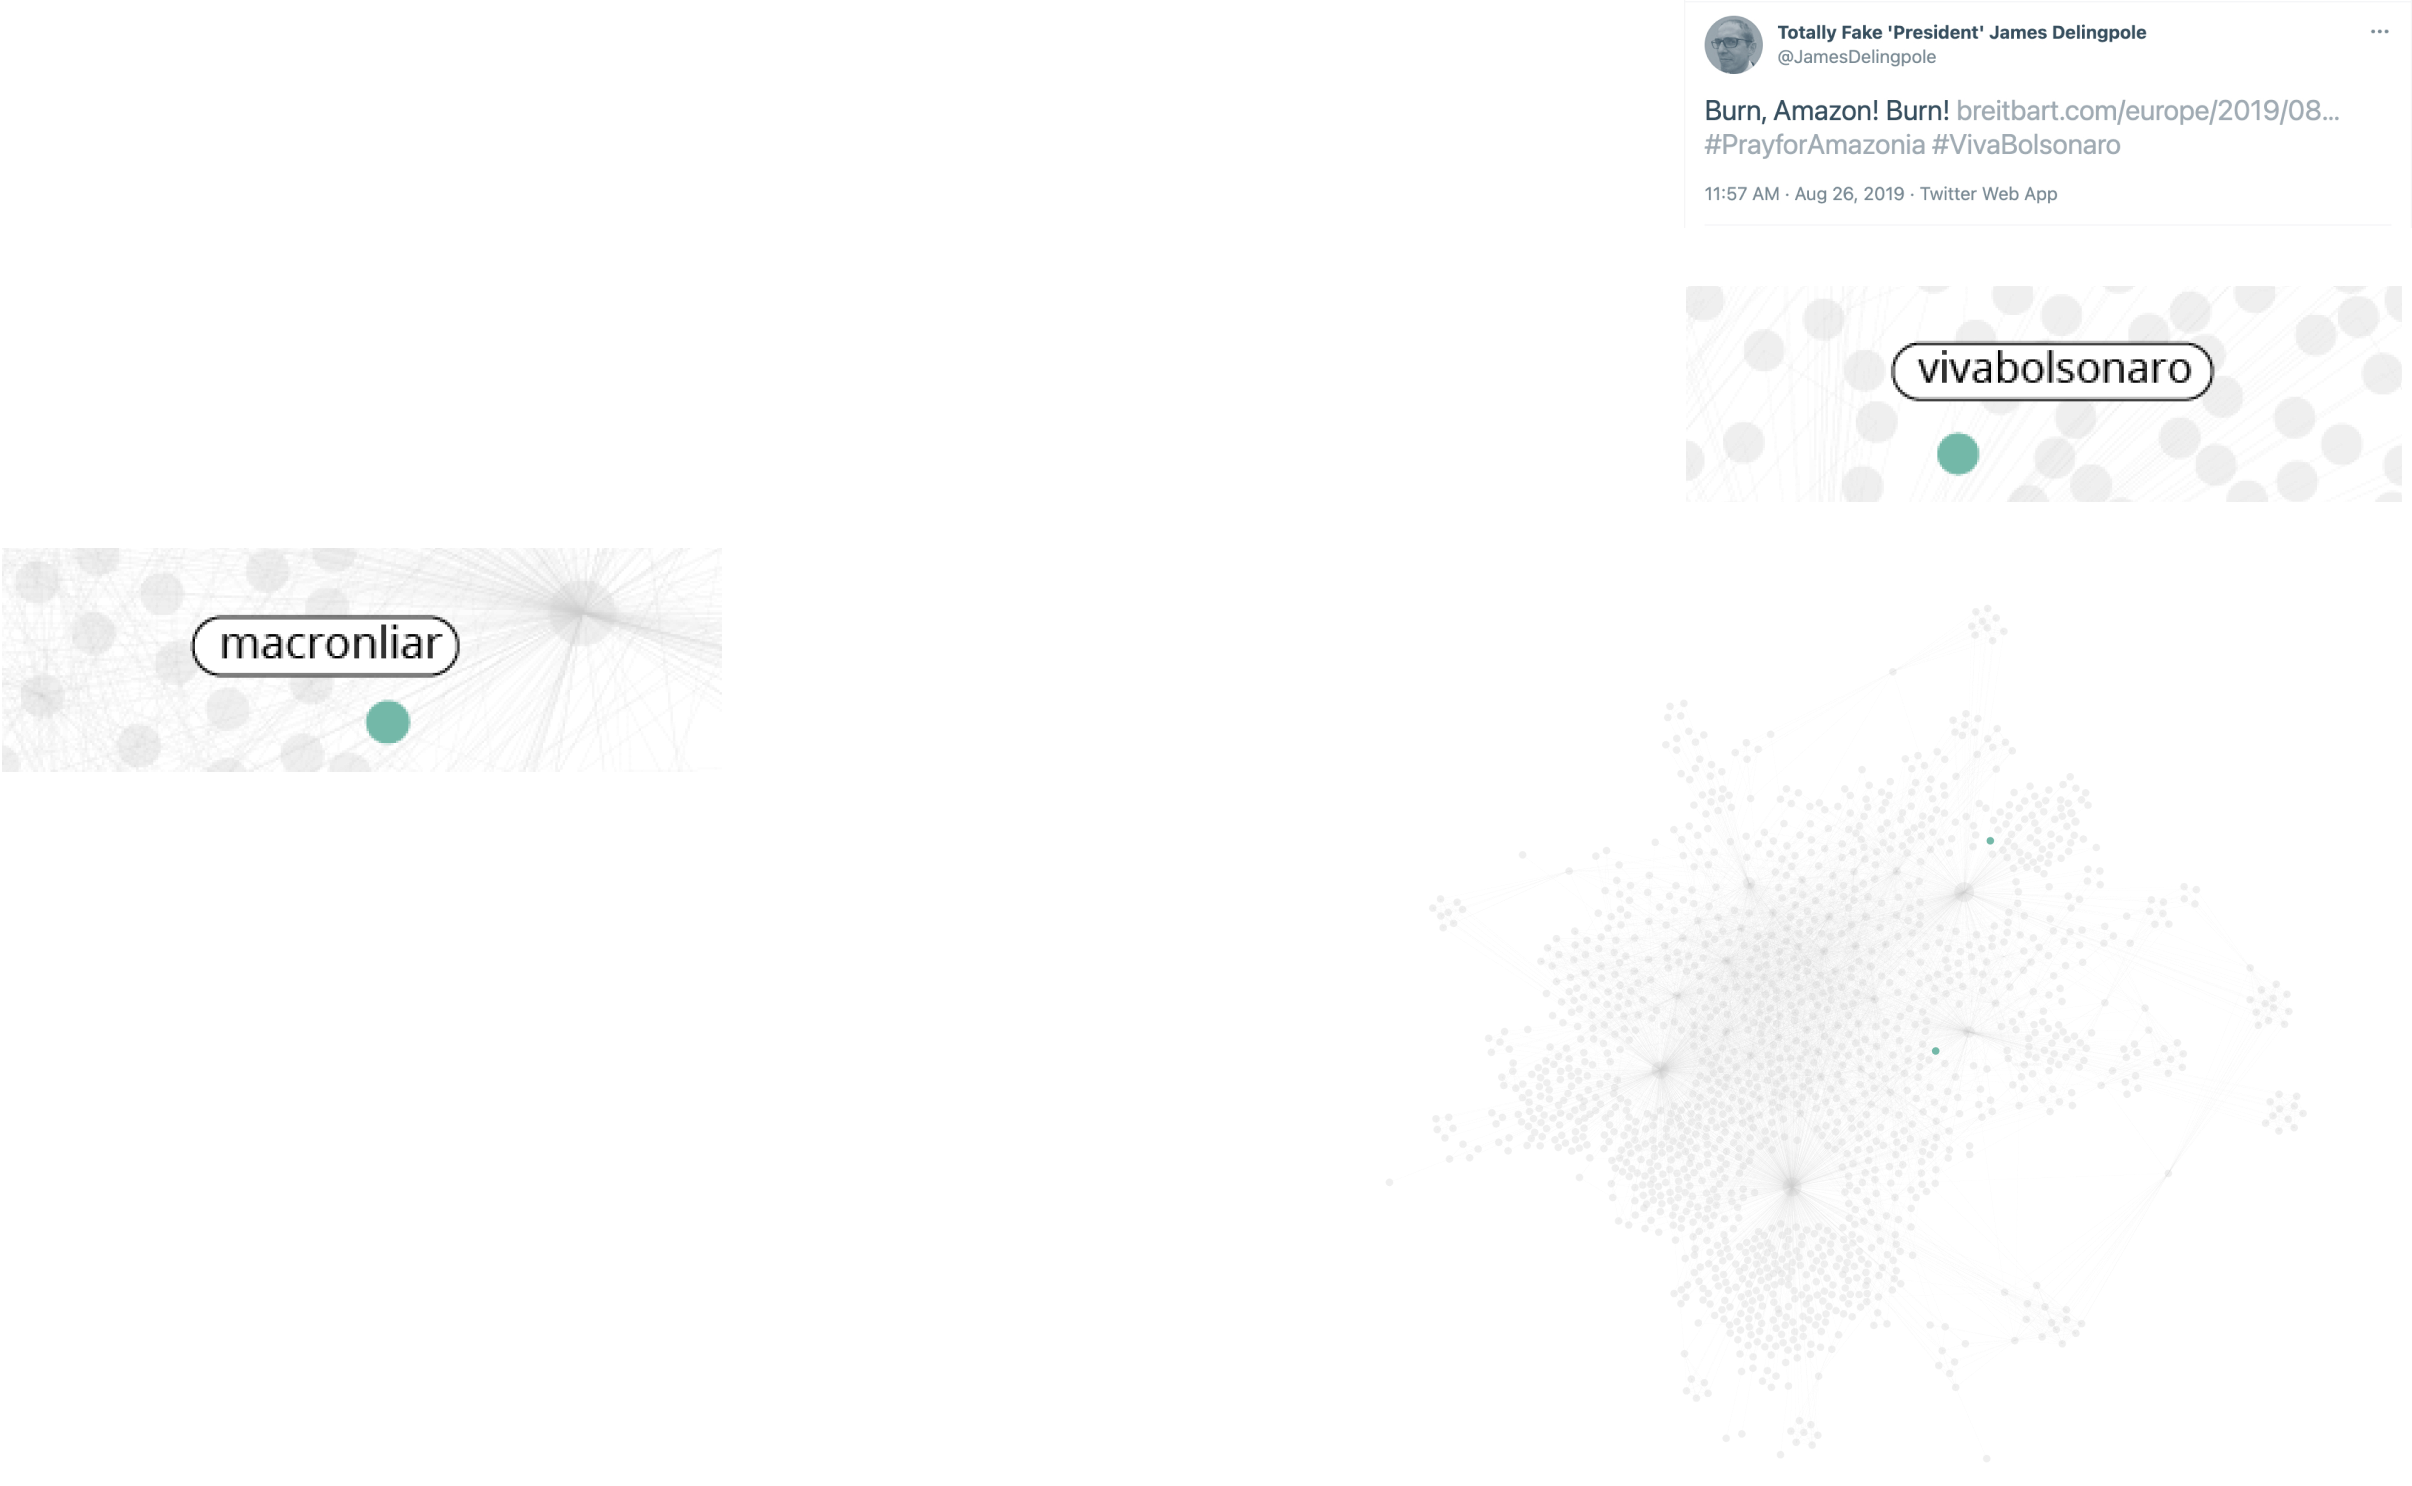 Totally Fake 'President' James Delingpole
@JamesDelingpole
Burn, Amazon! Burn! breitbart.com/europe/2019/08...
#PrayforAmazonia #VivaBolsonaro
11:57 AM · Aug 26, 2019 · Twitter Web App
vivabolsonaro
macronliar